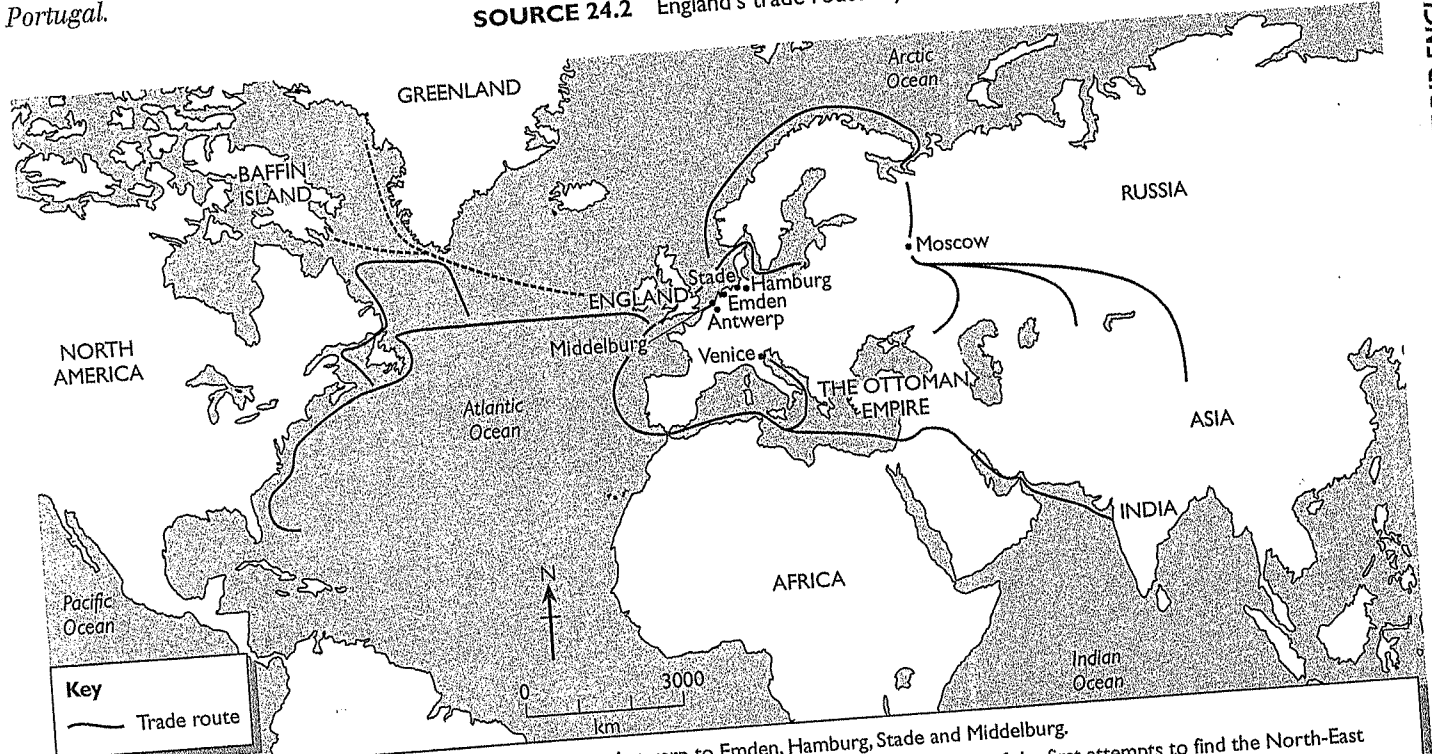 Portugal.
SOURCE 24.2 England's trade
Arctic
Ocean
GREENLAND
BAFFIN
ISLAND
RUSSIA
Moscow
Stade
Hamburg
ENGLAND
Emden
Antwerp
Middelburg
NORTH
AMERICA
Venice
THE OTTOMAN
EMPIRE
Atlantic
Ocean
ASIA
INDIA
AFRICA
N
Pacific
Ocean
Indian
Ocean
0 3000
km
Key
Trade route
to Emden, Hamburg, Stade and Middelburg.
first attempts to find the North-East